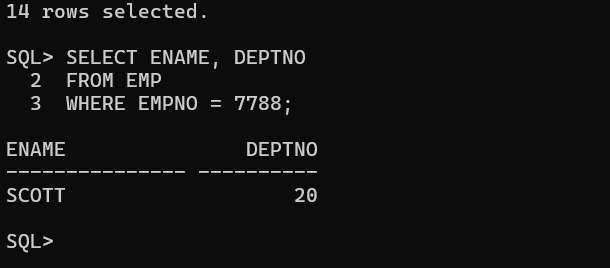 14 rows selected.
SQL> SELECT ENAME, DEPTNO
  2  FROM EMP
  3  WHERE EMPNO = 7788;
ENAME               DEPTNO
--------------- ----------
SCOTT                   20
SQL>